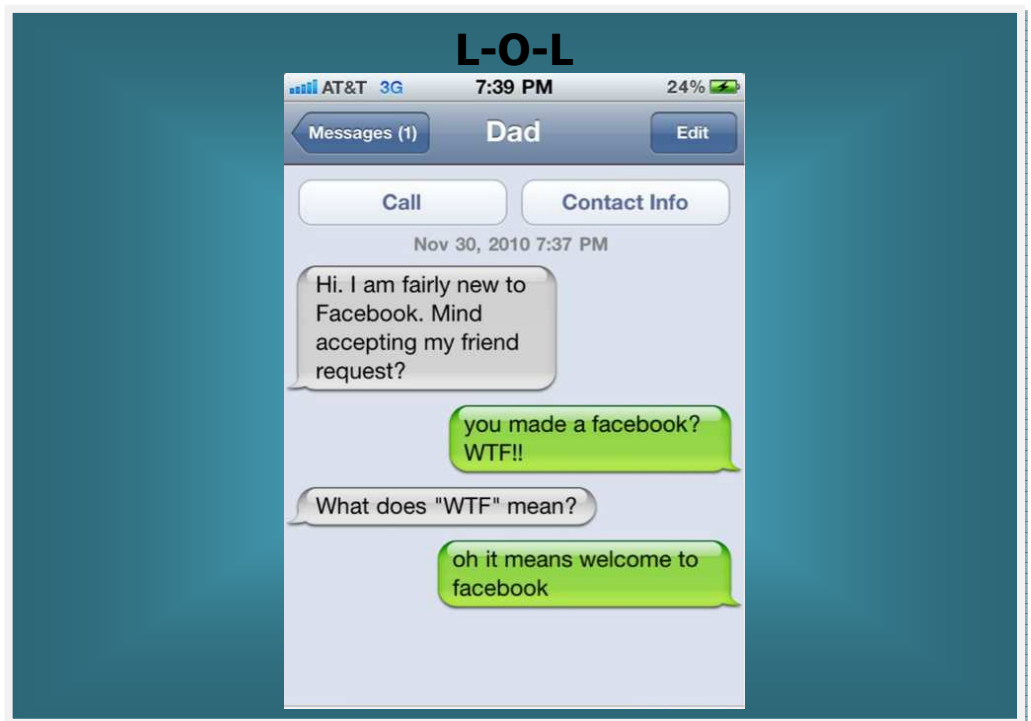 L-O-L
AT&T 3G 7:39 PM 24%
Messages (1) Dad Edit
Call Contact Info
Nov 30, 2010 7:37 PM
Hi. I am fairly new to
Facebook. Mind
accepting my friend
request?
you made a facebook?
WTF!!
What does "WTF" mean?
oh it means welcome to
facebook